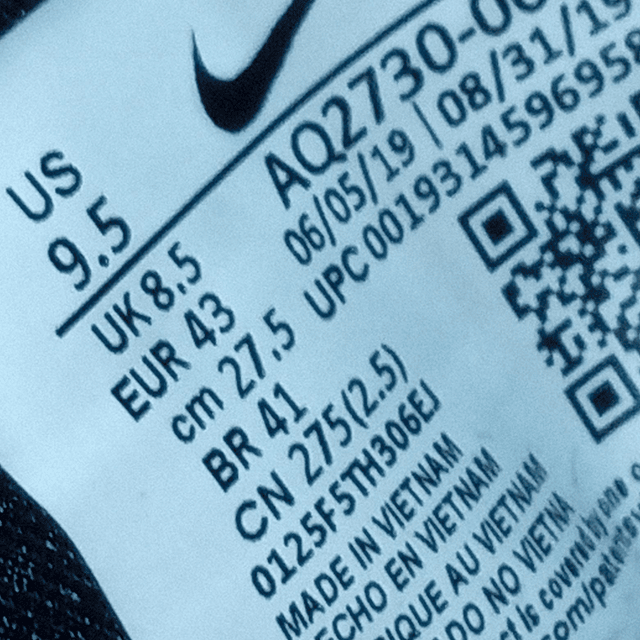 US
9.5
UK 8.5
EUR 43
cm 27.5
BR 41
CN 275(2.5)
0125F5TH306EJ
AQ2730-00
06/05/19 | 08/31/19
UPC 00193145969
MADE IN VIETNAM
ECHO EN VIETNAM
IQUE AU VIETNAM
DO NO VIETNA